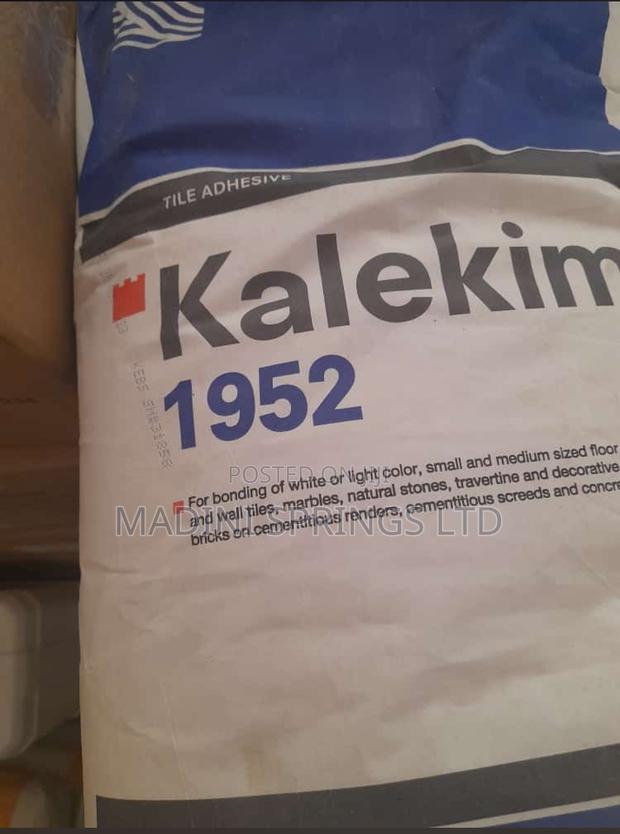 TILE ADHESIVE
Kalekim
1952
For bonding of white or light color, small and medium sized floor
and wall tiles, marbles, natural stones, travertine and decorative
bricks on cementitious renders, cementitious screeds and concre
POSTED ON JIJI
MADINI SPRINGS LTD